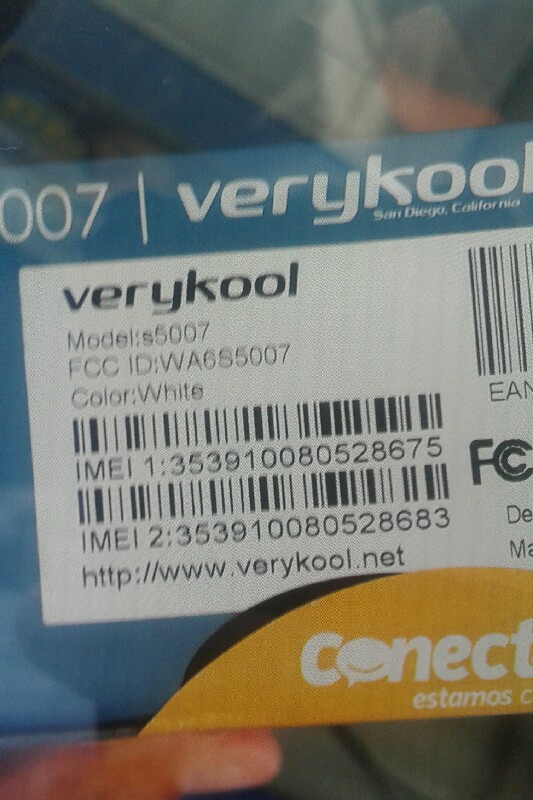 007 | verykool
San Diego, California
verykool
Model:s5007
FCC ID:WA6S5007
Color:White
EAN
IMEI 1:353910080528675
FC
IMEI 2:353910080528683
De
http://www.verykool.net
Ma
Conect
estamos c